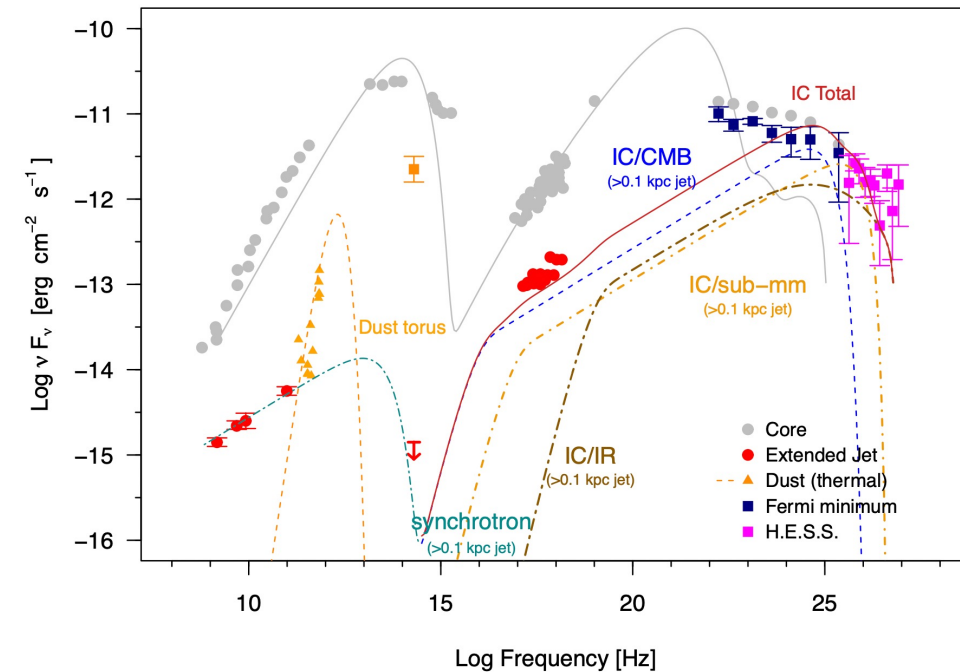 −10
−11
−12
−13
−14
−15
−16
Log ν Fν [erg cm−2 s−1]
IC Total
IC/CMB
(>0.1 kpc jet)
IC/sub−mm
(>0.1 kpc jet)
Dust torus
IC/IR
(>0.1 kpc jet)
synchrotron
(>0.1 kpc jet)
Core
Extended Jet
Dust (thermal)
Fermi minimum
H.E.S.S.
10 15 20 25
Log Frequency [Hz]